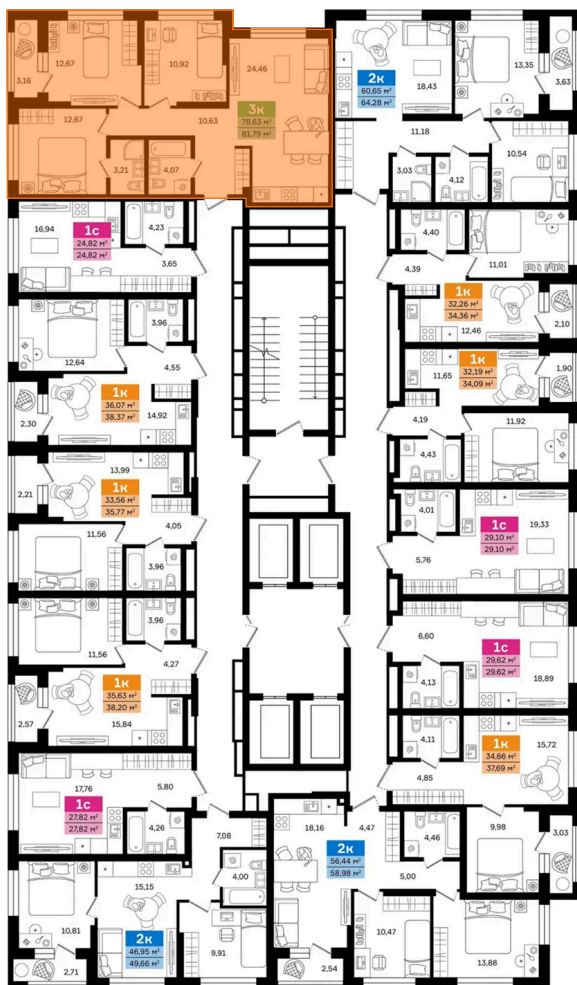 12,67
10,92
24,46
3,16
3к
78,63 м²
81,79 м²
12,67
10,63
3,21
4,07
2к
60,65 м²
64,28 м²
18,43
13,35
3,63
11,18
3,03
4,12
10,54
16,94
1с
24,82 м²
24,82 м²
4,23
3,65
4,40
4,39
11,01
1к
32,26 м²
34,36 м²
12,46
2,10
3,96
12,64
4,55
1к
36,07 м²
38,37 м²
14,92
2,30
11,65
1к
32,19 м²
34,09 м²
1,90
4,19
11,92
4,43
13,99
2,21
1к
33,56 м²
35,77 м²
4,05
11,56
3,96
4,01
1с
29,10 м²
29,10 м²
19,33
5,76
3,96
11,56
4,27
1к
35,63 м²
38,20 м²
2,57
15,84
6,60
1с
29,62 м²
29,62 м²
4,13
18,89
4,11
1к
34,66 м²
37,69 м²
15,72
4,85
17,76
5,80
1с
27,82 м²
27,82 м²
4,26
7,08
18,16
4,47
2к
56,44 м²
58,98 м²
4,46
9,98
3,03
5,00
4,00
15,15
10,81
2к
46,95 м²
49,66 м²
2,71
9,91
2,54
10,47
13,88